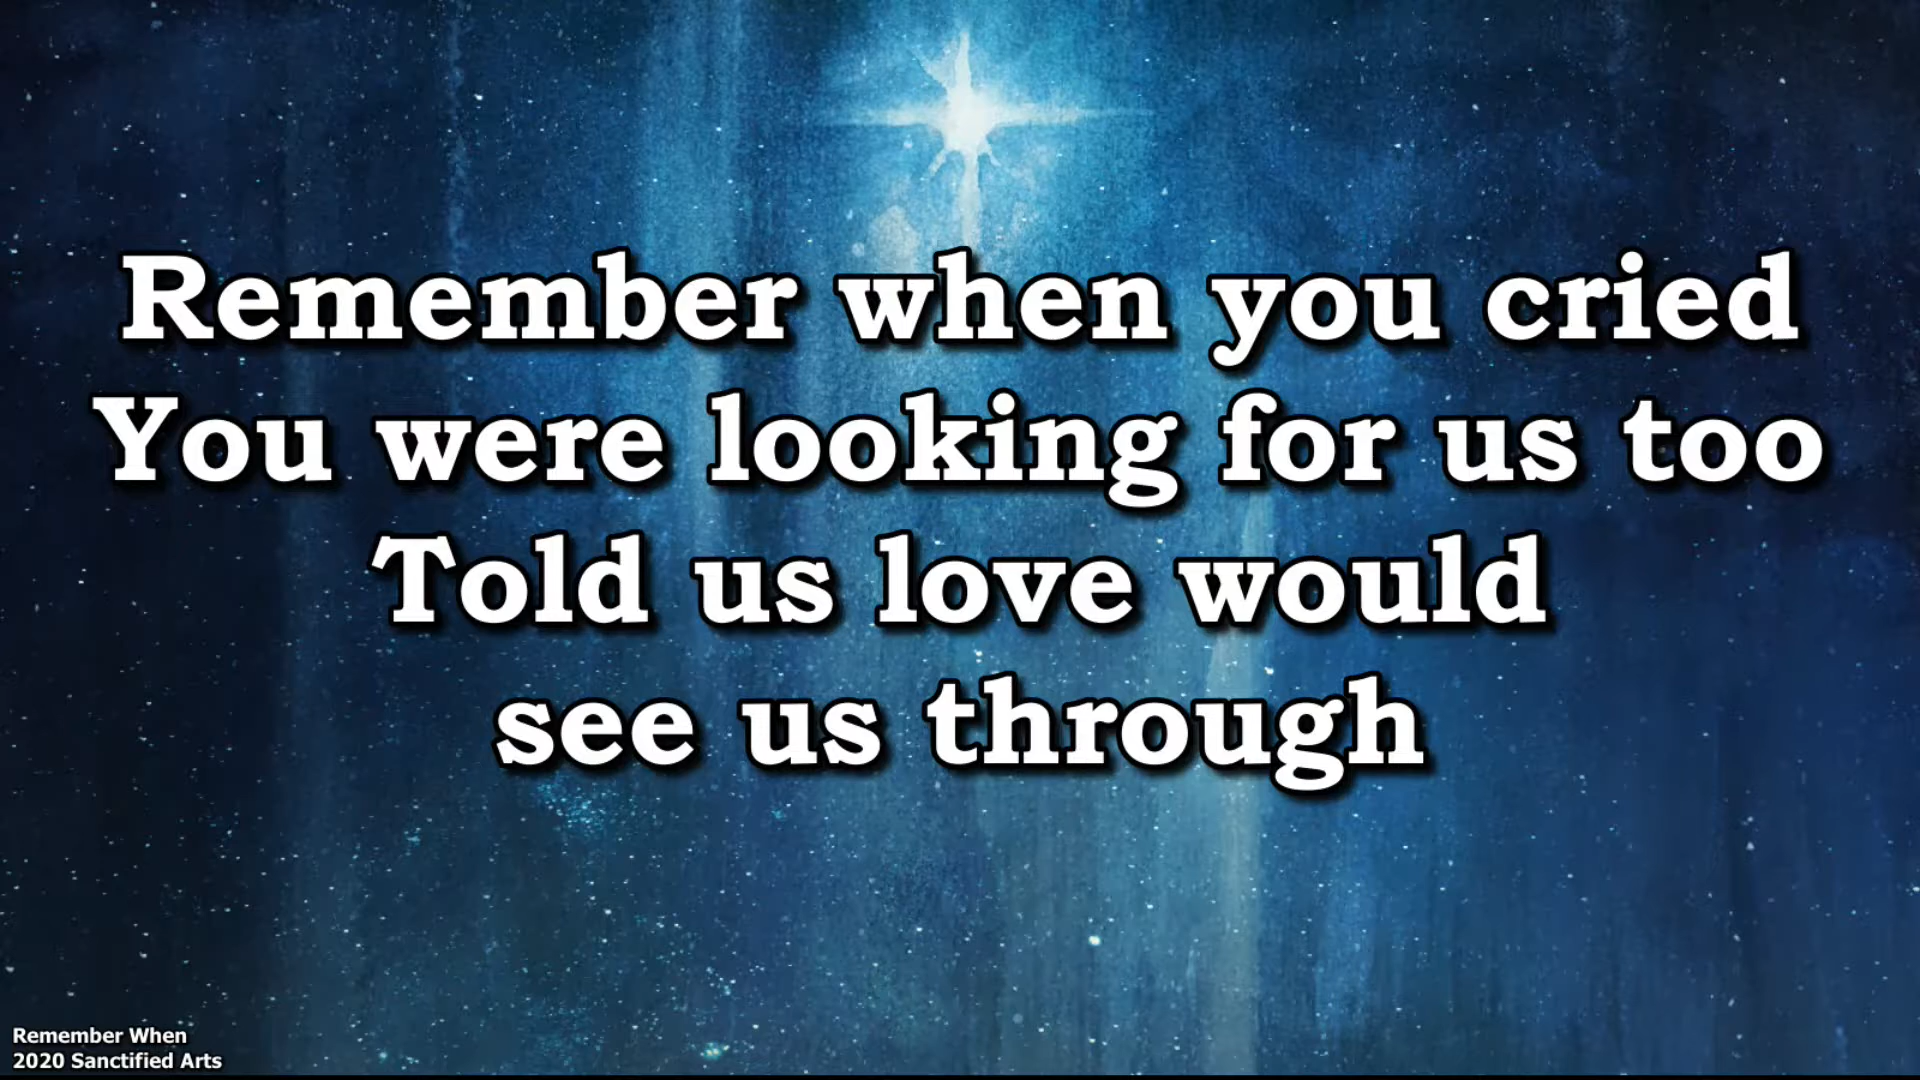 Remember when you cried
You were looking for us too
Told us love would
see us through
Remember When
2020 Sanctified Arts